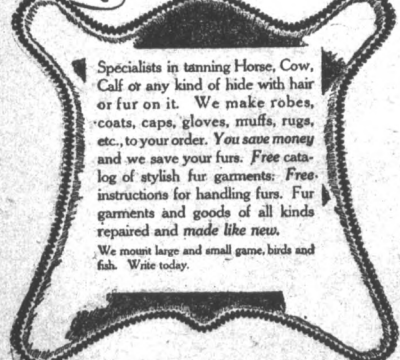 Specialists in tanning Horse, Cow,
Calf or any kind of hide with hair
or fur on it. We make robes,
coats, caps, gloves, muffs, rugs,
etc., to your order. You save money
and we save your furs. Free cata-
log of stylish fur garments: Free
instructions for handling furs. Fur
garments and goods of all kinds
repaired and made like new.
We mount large and small game, birds and
fish. Write today.